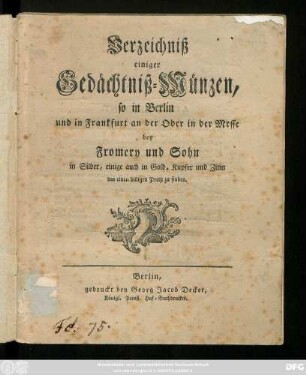 Verzeichniß
einiger
Gedächtniß-Münzen,
so in Berlin
und in Frankfurt an der Oder in der Messe
bey
Fromery und Sohn
in Silber, einige auch in Gold, Kupfer und Zinn
um einen billigen Preiß zu finden.
Berlin,
gedruckt bey Georg Jacob Decker,
Königl. Preuß. Hof-Buchdrucker.
75.